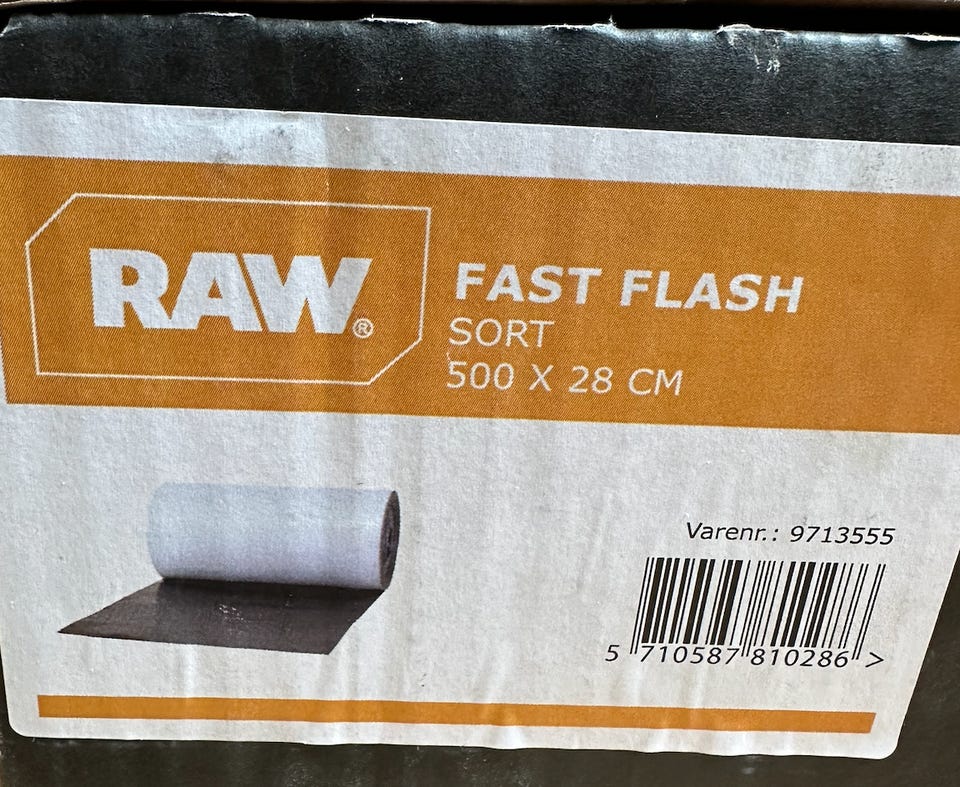 RAW®
FAST FLASH
SORT
500 X 28 CM
Varenr.: 9713555
5 710587 810286 >